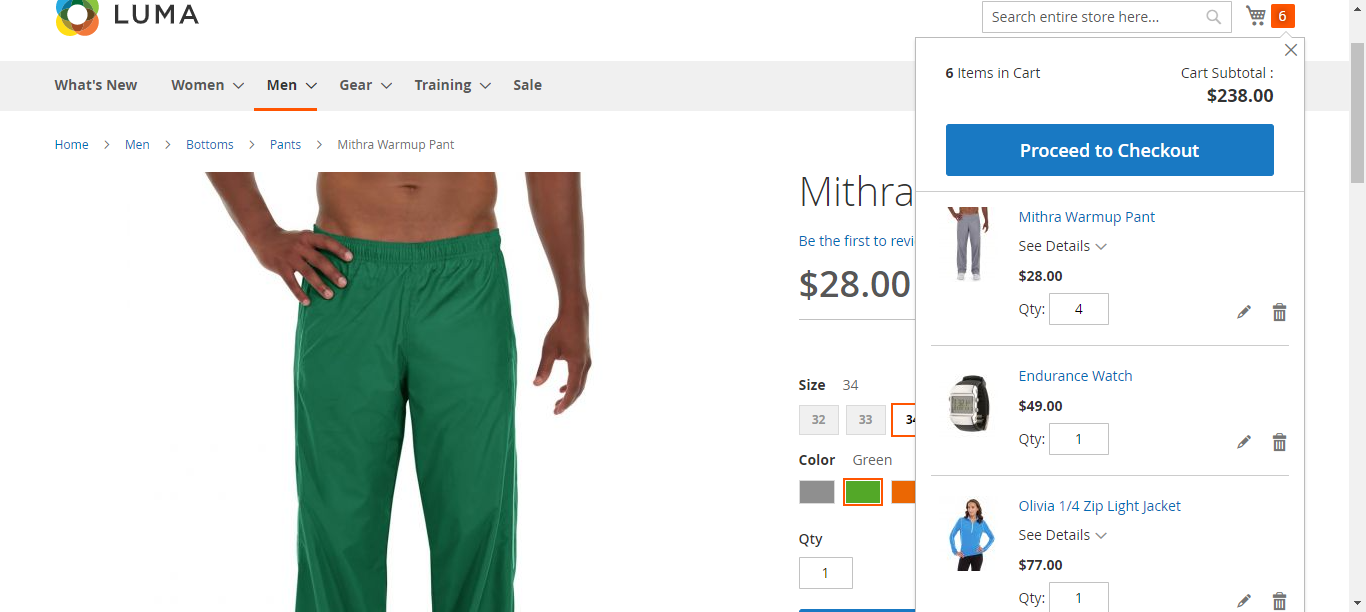 LUMA
Search entire store here...
6
What's New Women Men Gear Training Sale
Home > Men > Bottoms > Pants > Mithra Warmup Pant
Mithra
Be the first to revi
$28.00
Size 34
32 33 34
Color Green
Qty
1
6 Items in Cart
Cart Subtotal :
$238.00
Proceed to Checkout
Mithra Warmup Pant
See Details
$28.00
Qty: 4
Endurance Watch
$49.00
Qty: 1
Olivia 1/4 Zip Light Jacket
See Details
$77.00
Qty: 1